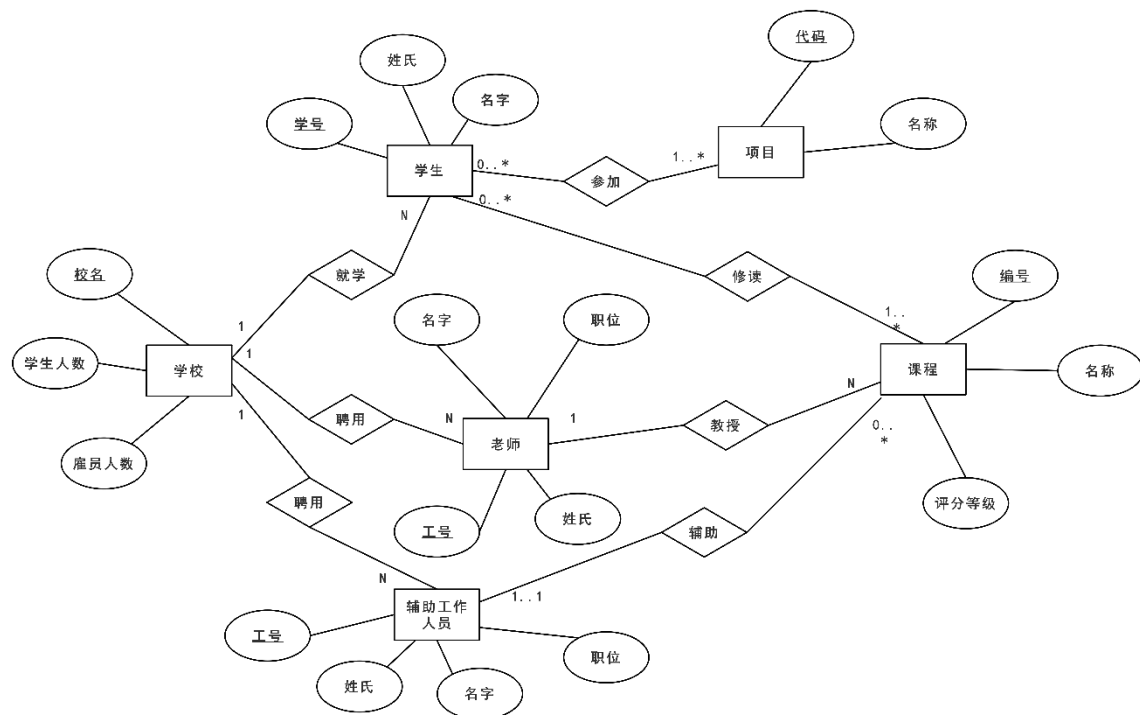 代码
姓氏
名字
学号
名称
项目
学生
0..*
1..*
参加
0..*
N
就学
修读
校名
编号
名字
职位
1..
*
1
1
学生人数
学校
课程
名称
N
1
聘用
N
1
教授
0..
*
老师
雇员人数
评分等级
聘用
工号
姓氏
辅助
N
1..1
辅助工作
人员
工号
职位
姓氏
名字